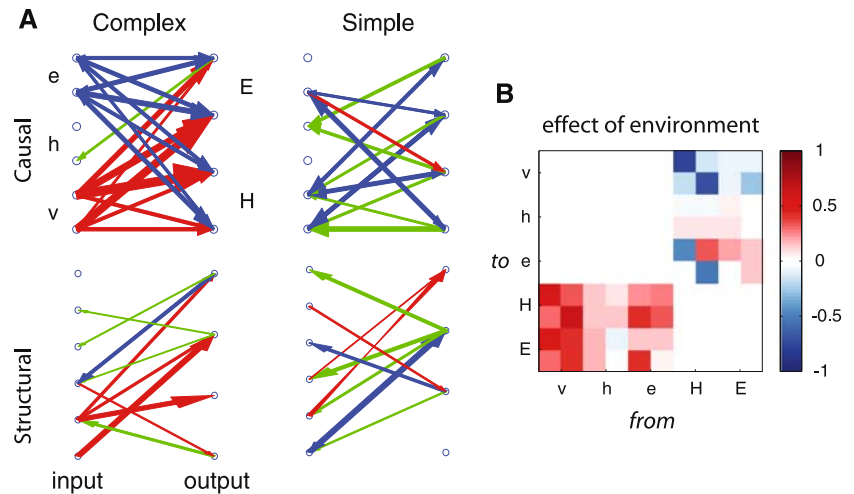 A
Complex
Simple
Causal
e
h
v
E
H
Structural
input
output
B
effect of environment
to
v
h
e
H
E
v
h
e
H
E
from
1
0.5
0
-0.5
-1